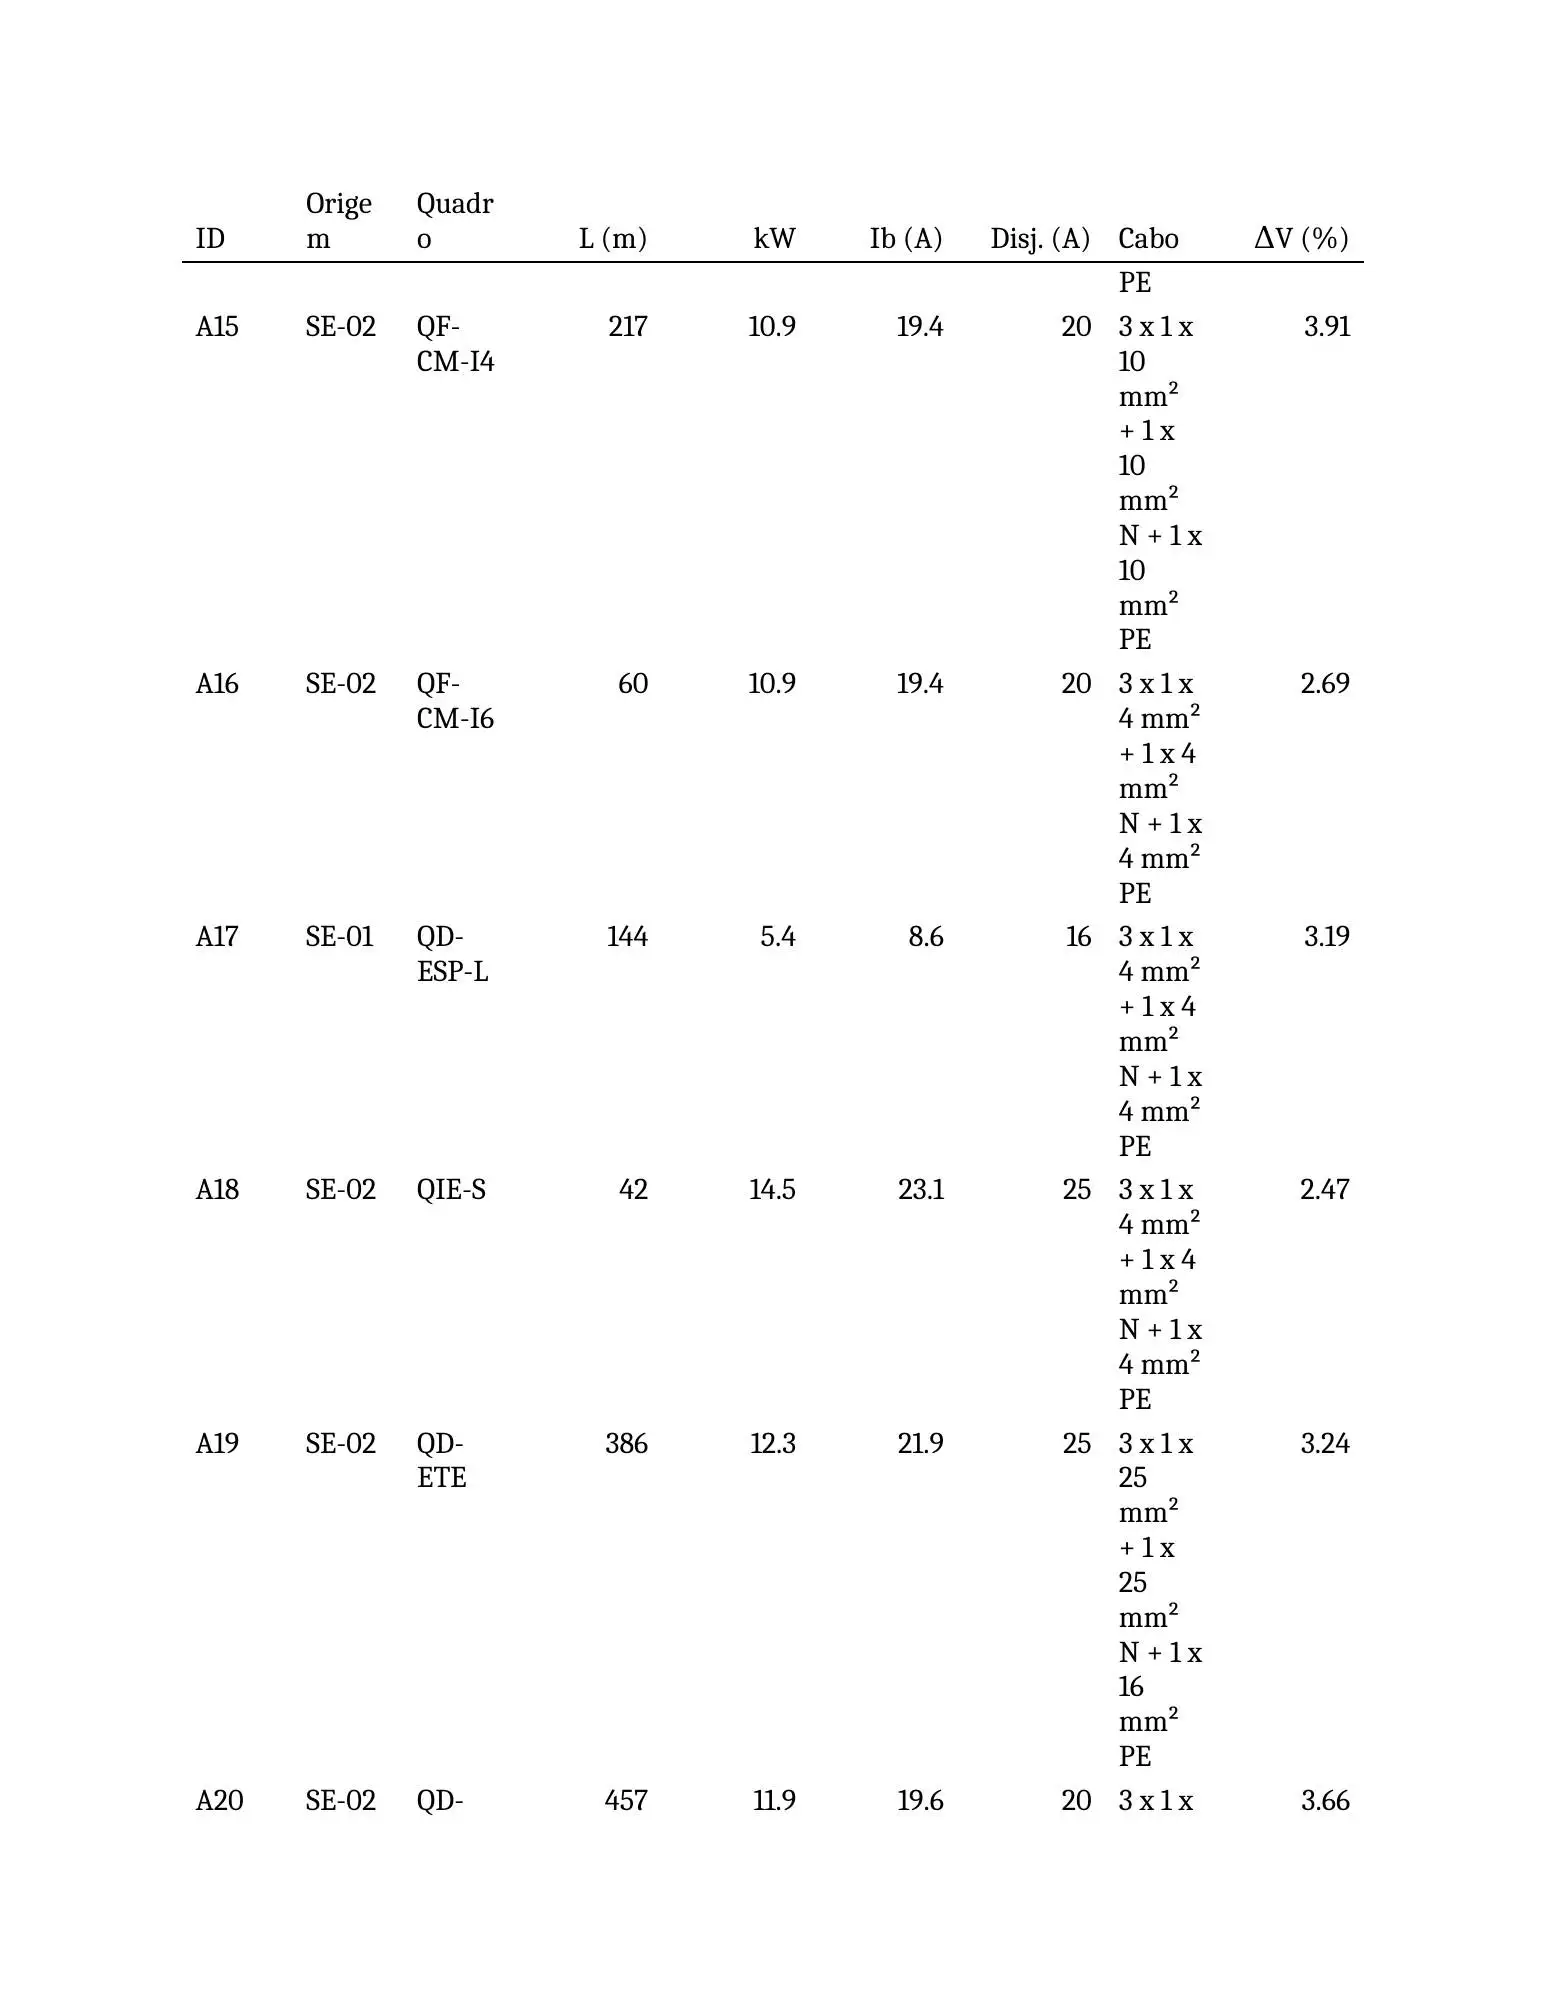 ID Orige
m Quadr
o L (m) kW Ib (A) Disj. (A) Cabo ΔV (%)
PE
A15 SE-02 QF- 217 10.9 19.4 20 3 x 1 x 3.91
CM-I4 10
mm²
+ 1 x
10
mm²
N + 1 x
10
mm²
PE
A16 SE-02 QF- 60 10.9 19.4 20 3 x 1 x 2.69
CM-I6 4 mm²
+ 1 x 4
mm²
N + 1 x
4 mm²
PE
A17 SE-01 QD- 144 5.4 8.6 16 3 x 1 x 3.19
ESP-L 4 mm²
+ 1 x 4
mm²
N + 1 x
4 mm²
PE
A18 SE-02 QIE-S 42 14.5 23.1 25 3 x 1 x 2.47
4 mm²
+ 1 x 4
mm²
N + 1 x
4 mm²
PE
A19 SE-02 QD- 386 12.3 21.9 25 3 x 1 x 3.24
ETE 25
mm²
+ 1 x
25
mm²
N + 1 x
16
mm²
PE
A20 SE-02 QD- 457 11.9 19.6 20 3 x 1 x 3.66